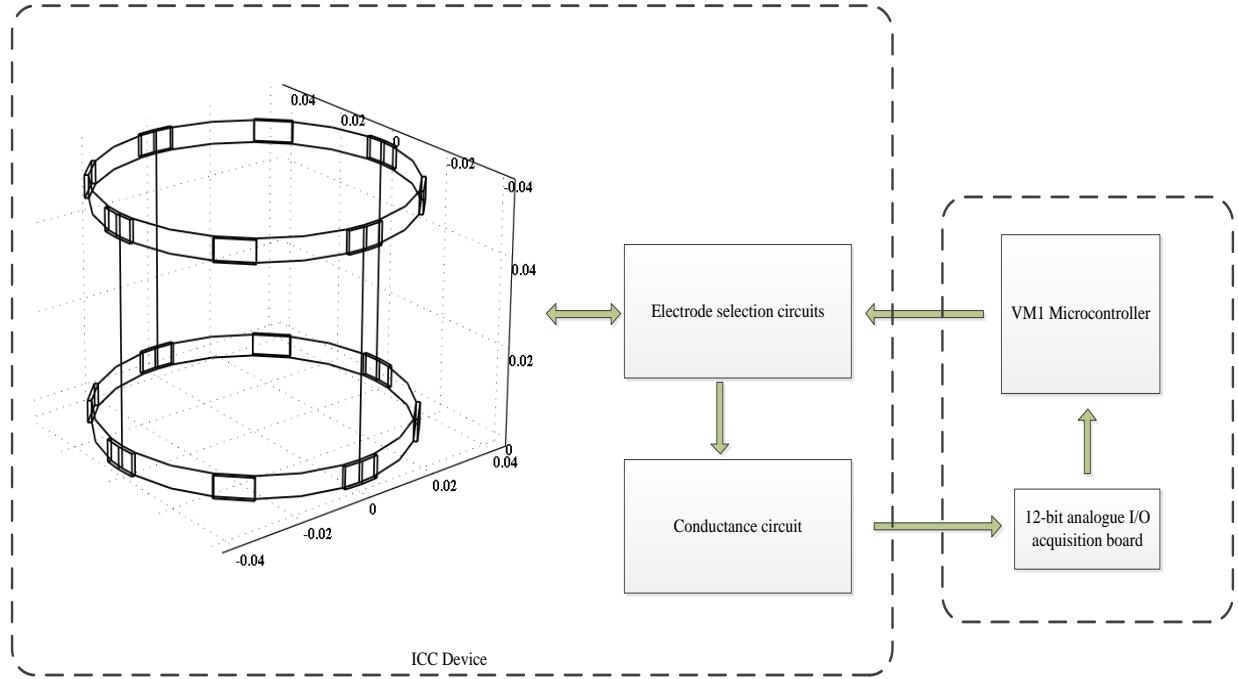 0.04
0.02
0
-0.02
-0.04
0.04
0.02
0
0.04
0.02
0
-0.02
-0.04
Electrode selection circuits
VM1 Microcontroller
Conductance circuit
12-bit analogue I/O
acquisition board
ICC Device